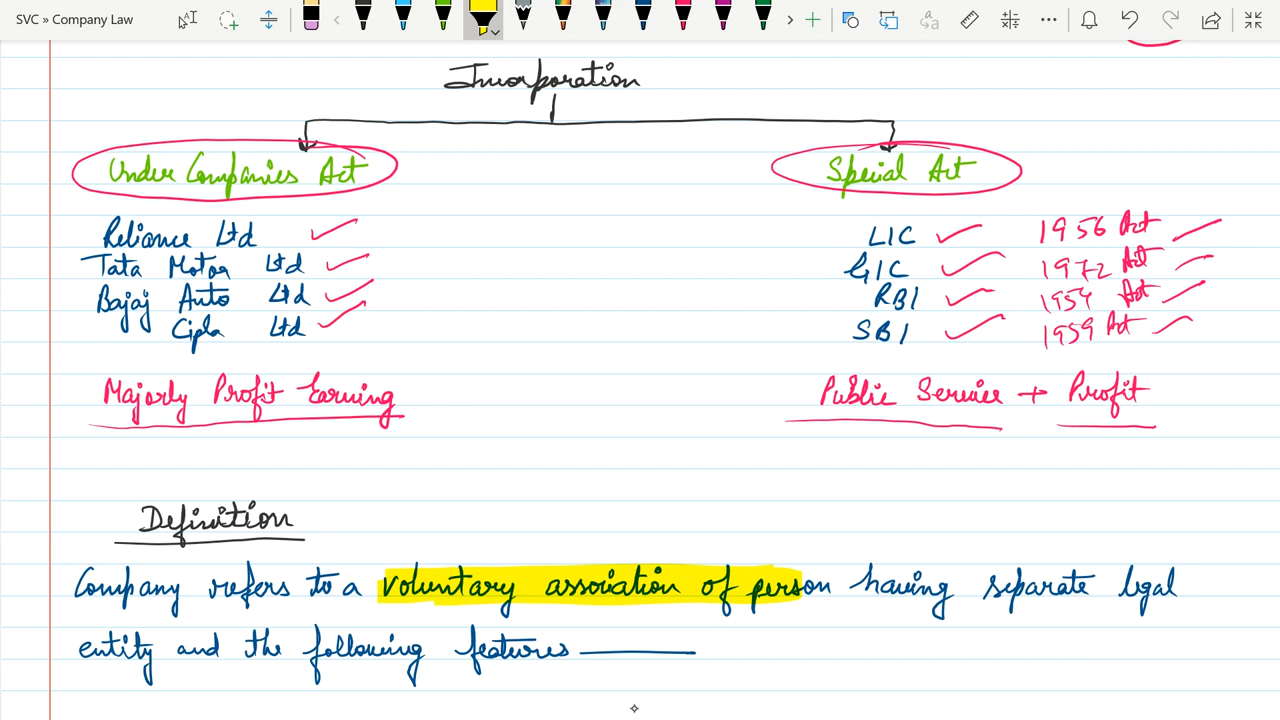 SVC » Company Law
Incorporation
Under Companies Act
Special Act
Reliance Ltd
LIC 1956 Act
Tata Motor Ltd
GIC 1972 Act
Bajaj Auto Ltd
RBI 1954 Act
Cipla Ltd
SBI 1959 Act
Majorly Profit Earning
Public Service + Profit
Definition
Company refers to a voluntary association of person having separate legal
entity and the following features